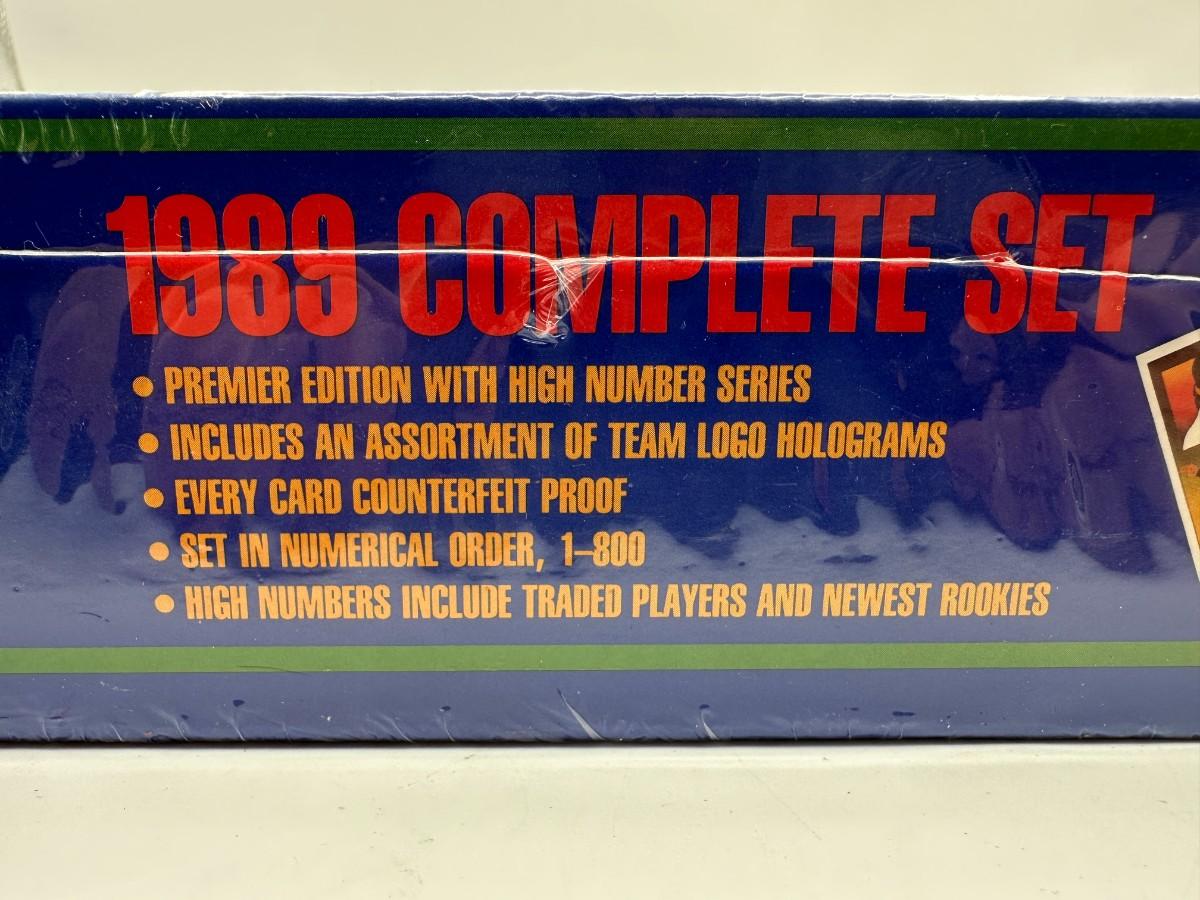 1989 COMPLETE SET
• PREMIER EDITION WITH HIGH NUMBER SERIES
• INCLUDES AN ASSORTMENT OF TEAM LOGO HOLOGRAMS
• EVERY CARD COUNTERFEIT PROOF
• SET IN NUMERICAL ORDER, 1–800
• HIGH NUMBERS INCLUDE TRADED PLAYERS AND NEWEST ROOKIES